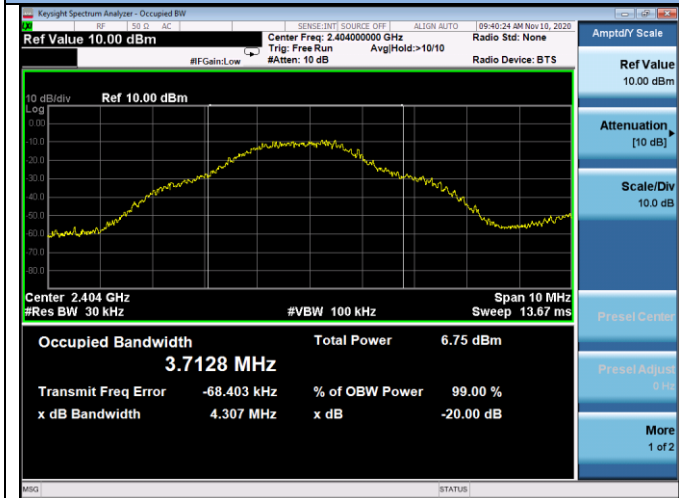 Keysight Spectrum Analyzer - Occupied BW
RF 50 Ω AC SENSE:INT SOURCE OFF ALIGN AUTO 09:40:24 AM Nov 10, 2020
Ref Value 10.00 dBm
Center Freq: 2.404000000 GHz
Radio Std: None
Trig: Free Run Avg|Hold:>10/10
#IFGain:Low #Atten: 10 dB Radio Device: BTS
10 dB/div Ref 10.00 dBm
Log
0.00
-10.0
-20.0
-30.0
-40.0
-50.0
-60.0
-70.0
-80.0
Center 2.404 GHz Span 10 MHz
#Res BW 30 kHz #VBW 100 kHz Sweep 13.67 ms
Occupied Bandwidth Total Power 6.75 dBm
3.7128 MHz
Transmit Freq Error -68.403 kHz % of OBW Power 99.00 %
x dB Bandwidth 4.307 MHz x dB -20.00 dB
MSG STATUS
Amptd/Y Scale
Ref Value
10.00 dBm
Attenuation
[10 dB]
Scale/Div
10.0 dB
Presel Center
Presel Adjust
0 Hz
More
1 of 2